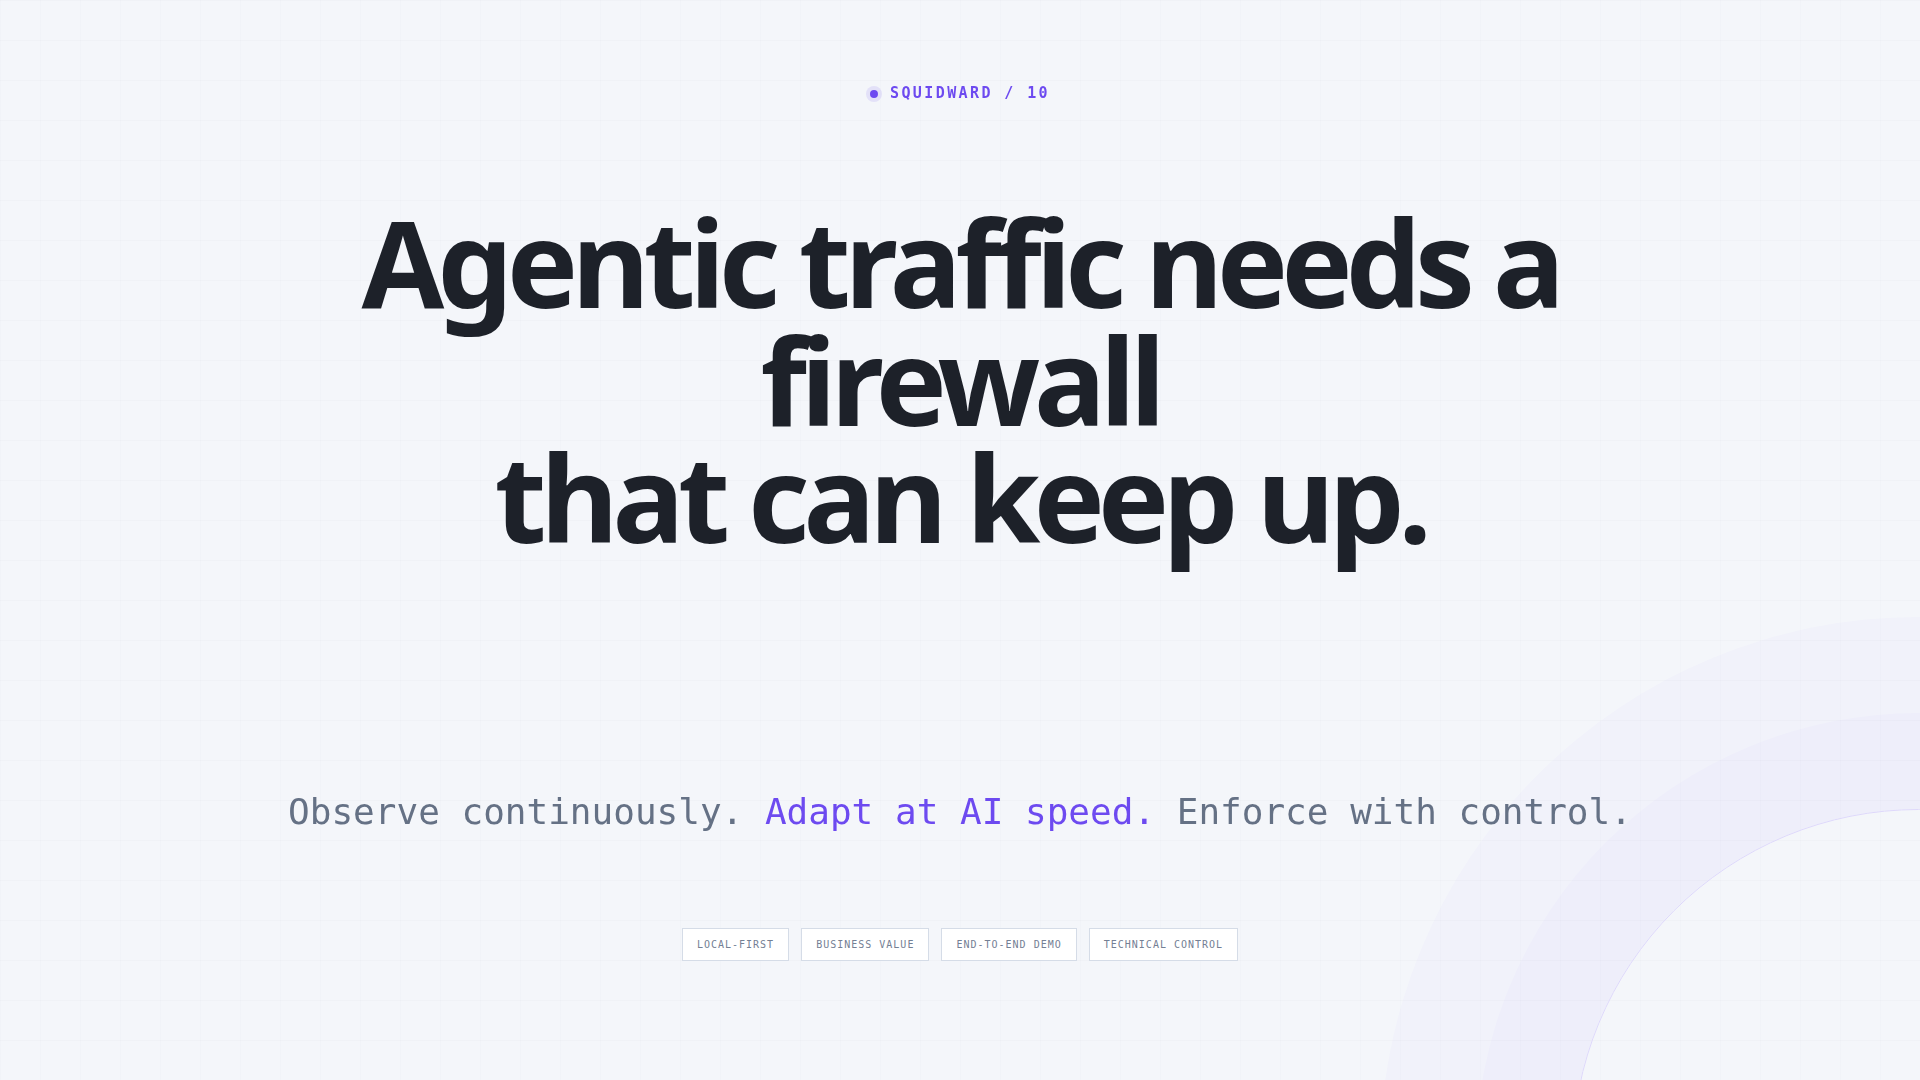 SQUIDWARD / 10
Agentic traffic needs a
firewall
that can keep up.
Observe continuously. Adapt at AI speed. Enforce with control.
LOCAL-FIRST BUSINESS VALUE END-TO-END DEMO TECHNICAL CONTROL